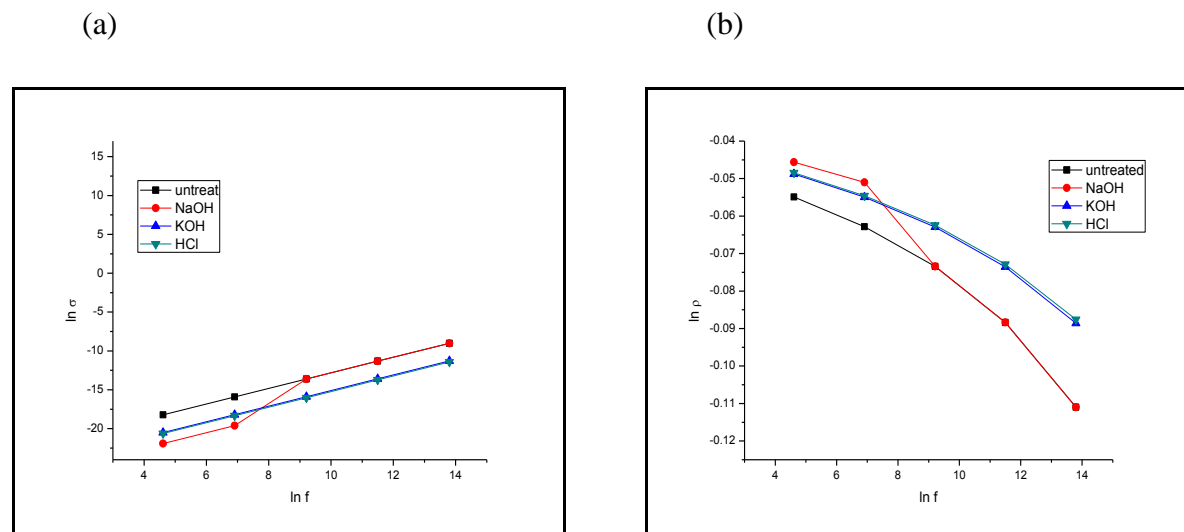 (a)
(b)
untreat
NaOH
KOH
HCl
15
10
5
0
-5
-10
-15
-20
ln σ
4 6 8 10 12 14
ln f
untreated
NaOH
KOH
HCl
-0.04
-0.05
-0.06
-0.07
-0.08
-0.09
-0.10
-0.11
-0.12
ln ρ
4 6 8 10 12 14
ln f